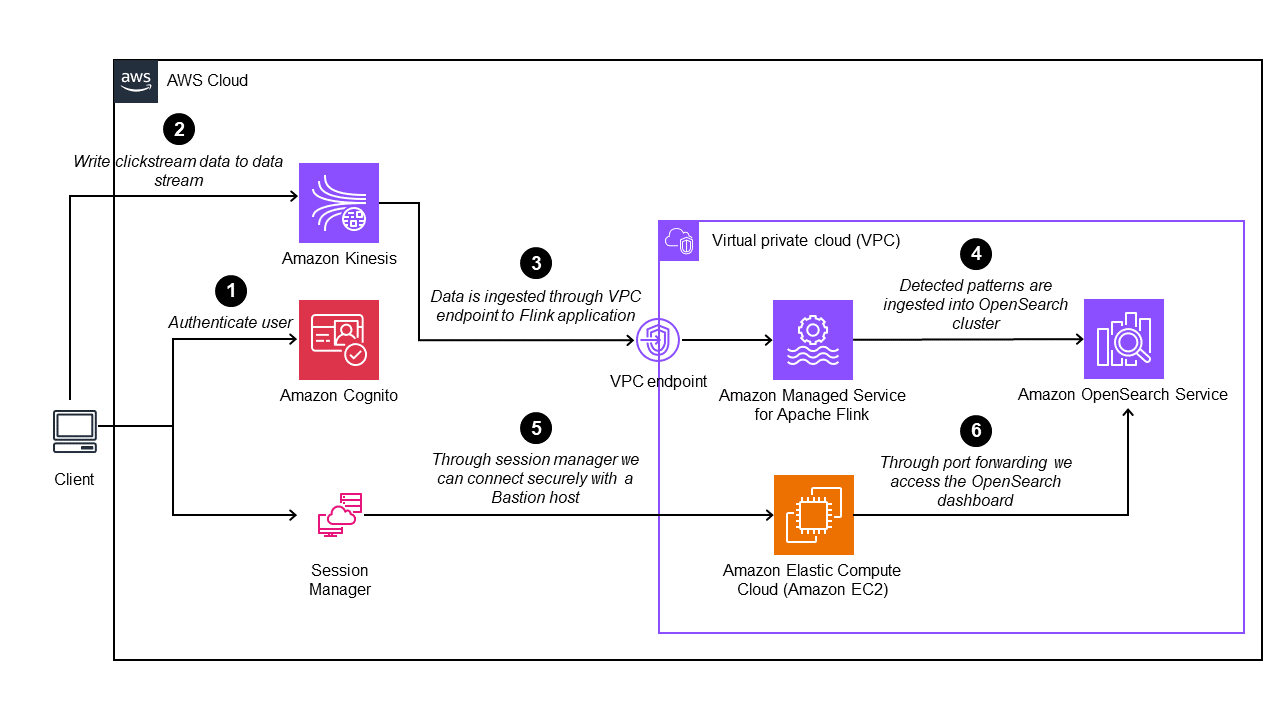 aws
AWS Cloud
2
Write clickstream data to data
stream
Amazon Kinesis
1
Authenticate user
Amazon Cognito
Client
Session
Manager
3
Data is ingested through VPC
endpoint to Flink application
VPC endpoint
Virtual private cloud (VPC)
Amazon Managed Service
for Apache Flink
4
Detected patterns are
ingested into OpenSearch
cluster
Amazon OpenSearch Service
5
Through session manager we
can connect securely with a
Bastion host
Amazon Elastic Compute
Cloud (Amazon EC2)
6
Through port forwarding we
access the OpenSearch
dashboard